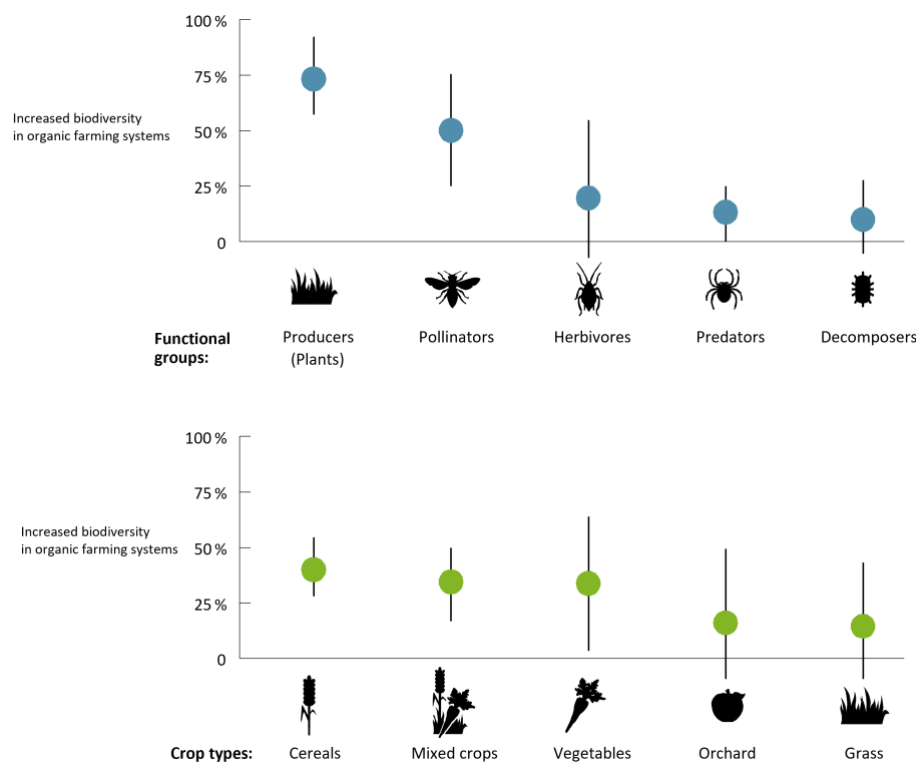 100 %
75 %
Increased biodiversity
in organic farming systems
50 %
25 %
0
Functional
groups:
Producers
(Plants)
Pollinators
Herbivores
Predators
Decomposers
100 %
75 %
Increased biodiversity
in organic farming systems
50 %
25 %
0
Crop types:
Cereals
Mixed crops
Vegetables
Orchard
Grass